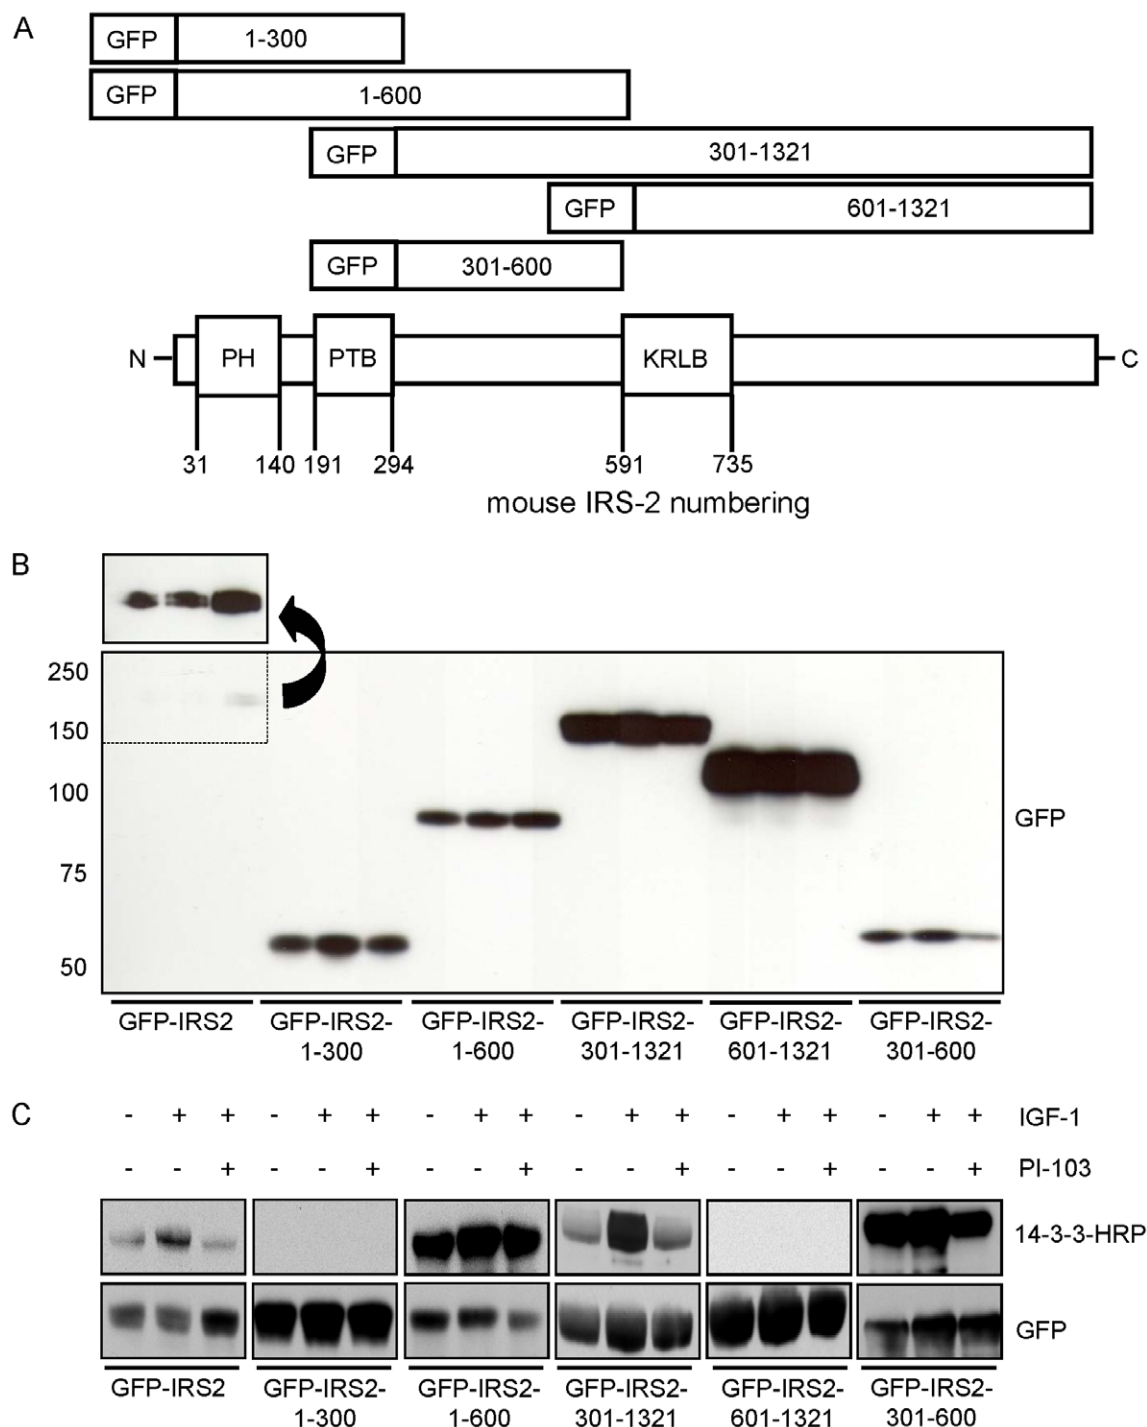 A
GFP 1-300
GFP 1-600
GFP 301-1321
GFP 601-1321
GFP 301-600
N PH PTB KRLB C
31 140 191 294 591 735
mouse IRS-2 numbering
B
250
150
100
75
50
GFP
GFP-IRS2 GFP-IRS2- GFP-IRS2- GFP-IRS2- GFP-IRS2- GFP-IRS2-
1-300 1-600 301-1321 601-1321 301-600
C - + + - + + - + + - + + - + + - + + IGF-1
- - + - - + - - + - - + - - + - - + PI-103
14-3-3-HRP
GFP
GFP-IRS2 GFP-IRS2- GFP-IRS2- GFP-IRS2- GFP-IRS2- GFP-IRS2-
1-300 1-600 301-1321 601-1321 301-600